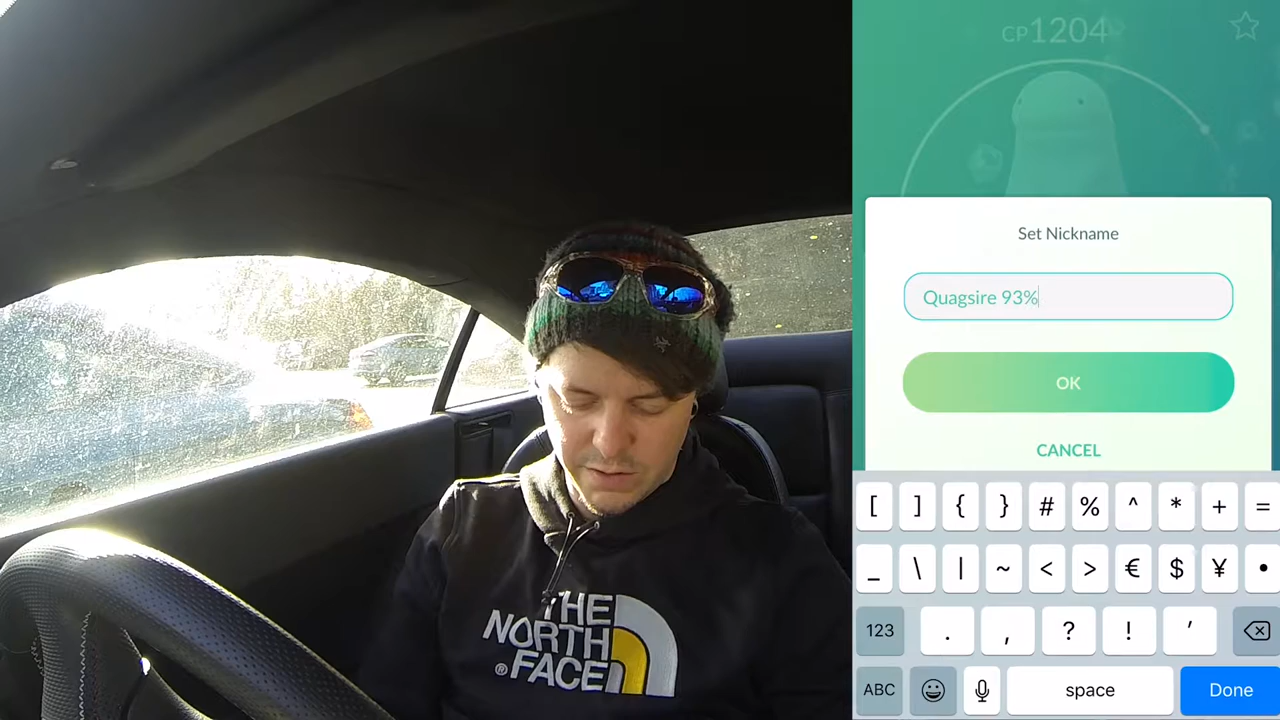 CP1204
Set Nickname
Quagsire 93%
OK
CANCEL
[ ] { } # % ^ * + =
_ \ | ~ < > € $ ¥ •
123 . , ? ! ’
ABC space Done
THE
NORTH
®FACE